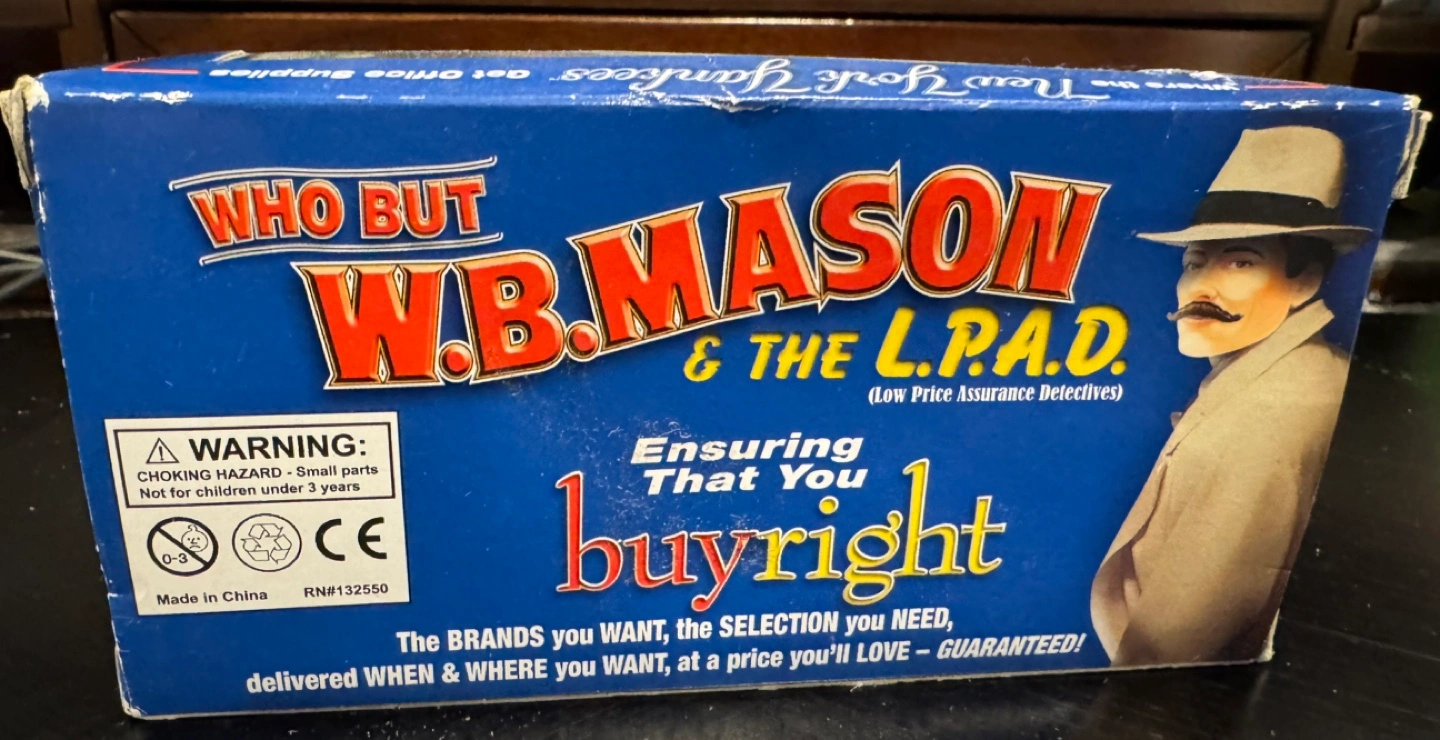 Where the New York Yankees Get Office Supplies
WHO BUT
W.B.MASON
& THE L.P.A.D.
(Low Price Assurance Detectives)
⚠ WARNING:
CHOKING HAZARD - Small parts
Not for children under 3 years
0-3
CE
Made in China RN#132550
Ensuring
That You
buyright
The BRANDS you WANT, the SELECTION you NEED,
delivered WHEN & WHERE you WANT, at a price you'll LOVE – GUARANTEED!